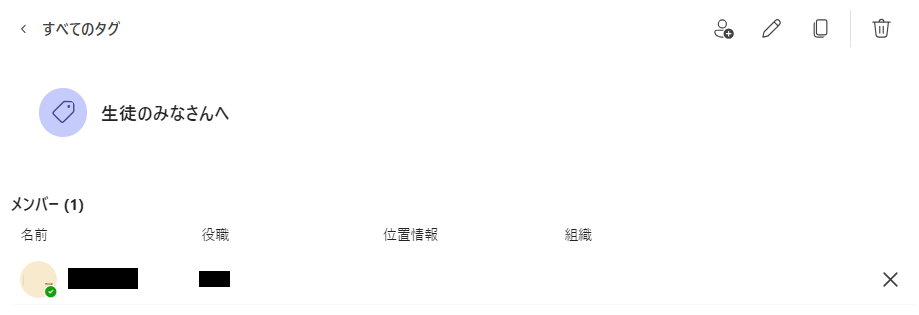 すべてのタグ
生徒のみなさんへ
メンバー (1)
名前 役職 位置情報 組織